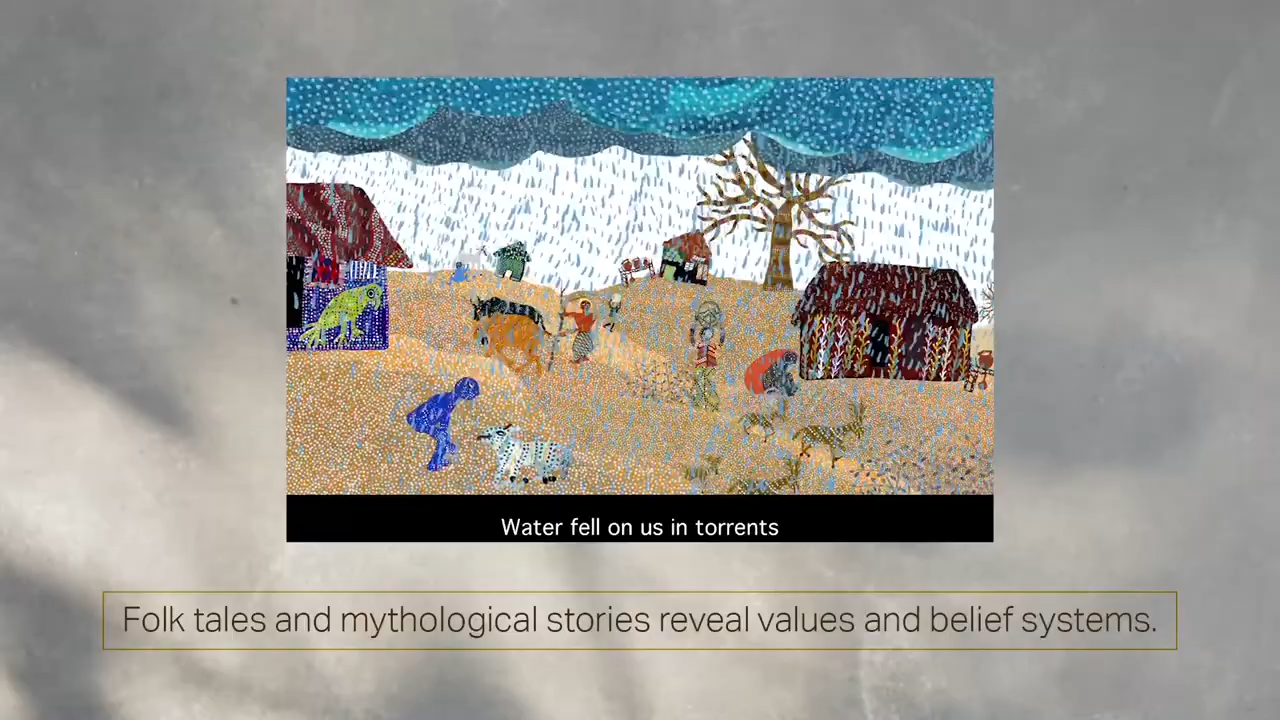 Water fell on us in torrents
Folk tales and mythological stories reveal values and belief systems.